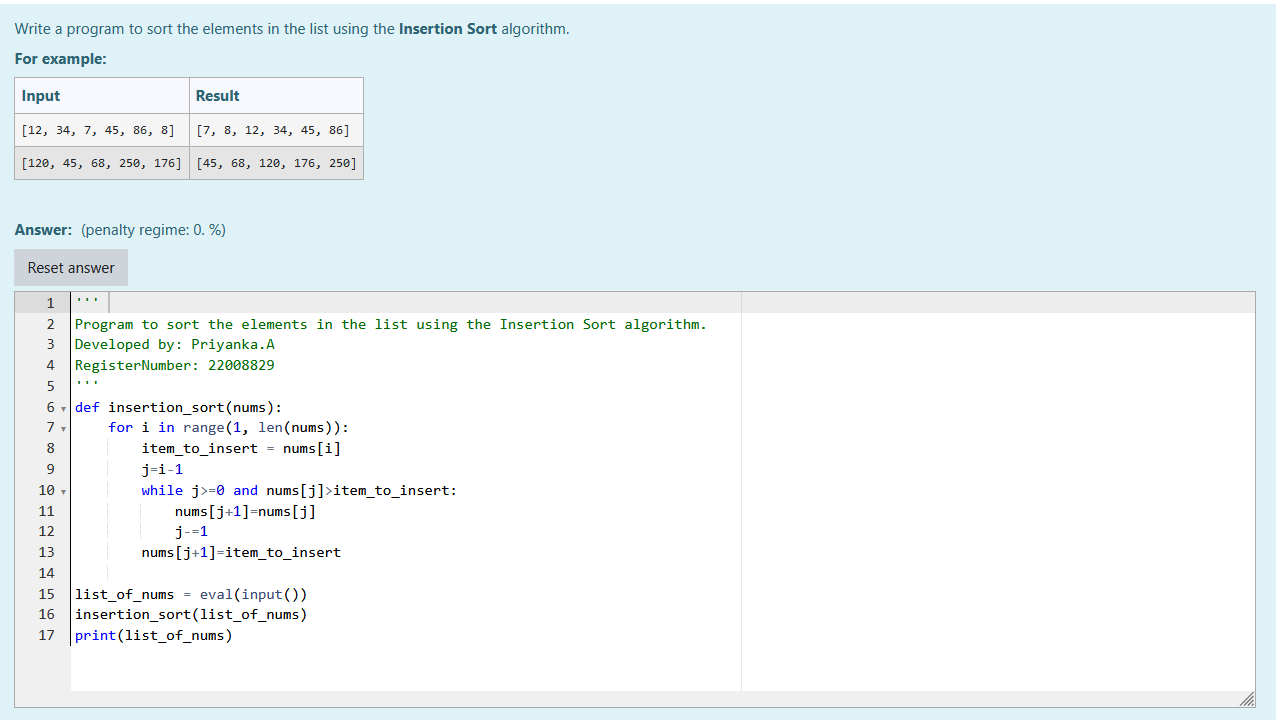 Write a program to sort the elements in the list using the Insertion Sort algorithm.
For example:
Input Result
[12, 34, 7, 45, 86, 8] [7, 8, 12, 34, 45, 86]
[120, 45, 68, 250, 176] [45, 68, 120, 176, 250]
Answer: (penalty regime: 0. %)
Reset answer
1 '''
2 Program to sort the elements in the list using the Insertion Sort algorithm.
3 Developed by: Priyanka.A
4 RegisterNumber: 22008829
5 '''
6 def insertion_sort(nums):
7     for i in range(1, len(nums)):
8         item_to_insert = nums[i]
9         j=i-1
10         while j>=0 and nums[j]>item_to_insert:
11             nums[j+1]=nums[j]
12             j-=1
13         nums[j+1]=item_to_insert
14
15 list_of_nums = eval(input())
16 insertion_sort(list_of_nums)
17 print(list_of_nums)